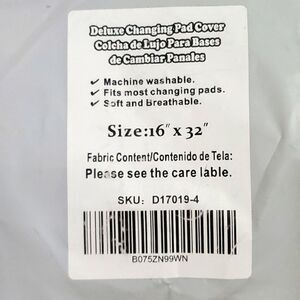 Deluxe Changing Pad Cover
Colcha de Lujo Para Bases
de Cambiar Panales
✓ Machine washable.
✓ Fits most changing pads.
✓ Soft and Breathable.
Size:16" x 32"
Fabric Content/Contenido de Tela:
Please see the care lable.
SKU: D17019-4
B075ZN99WN